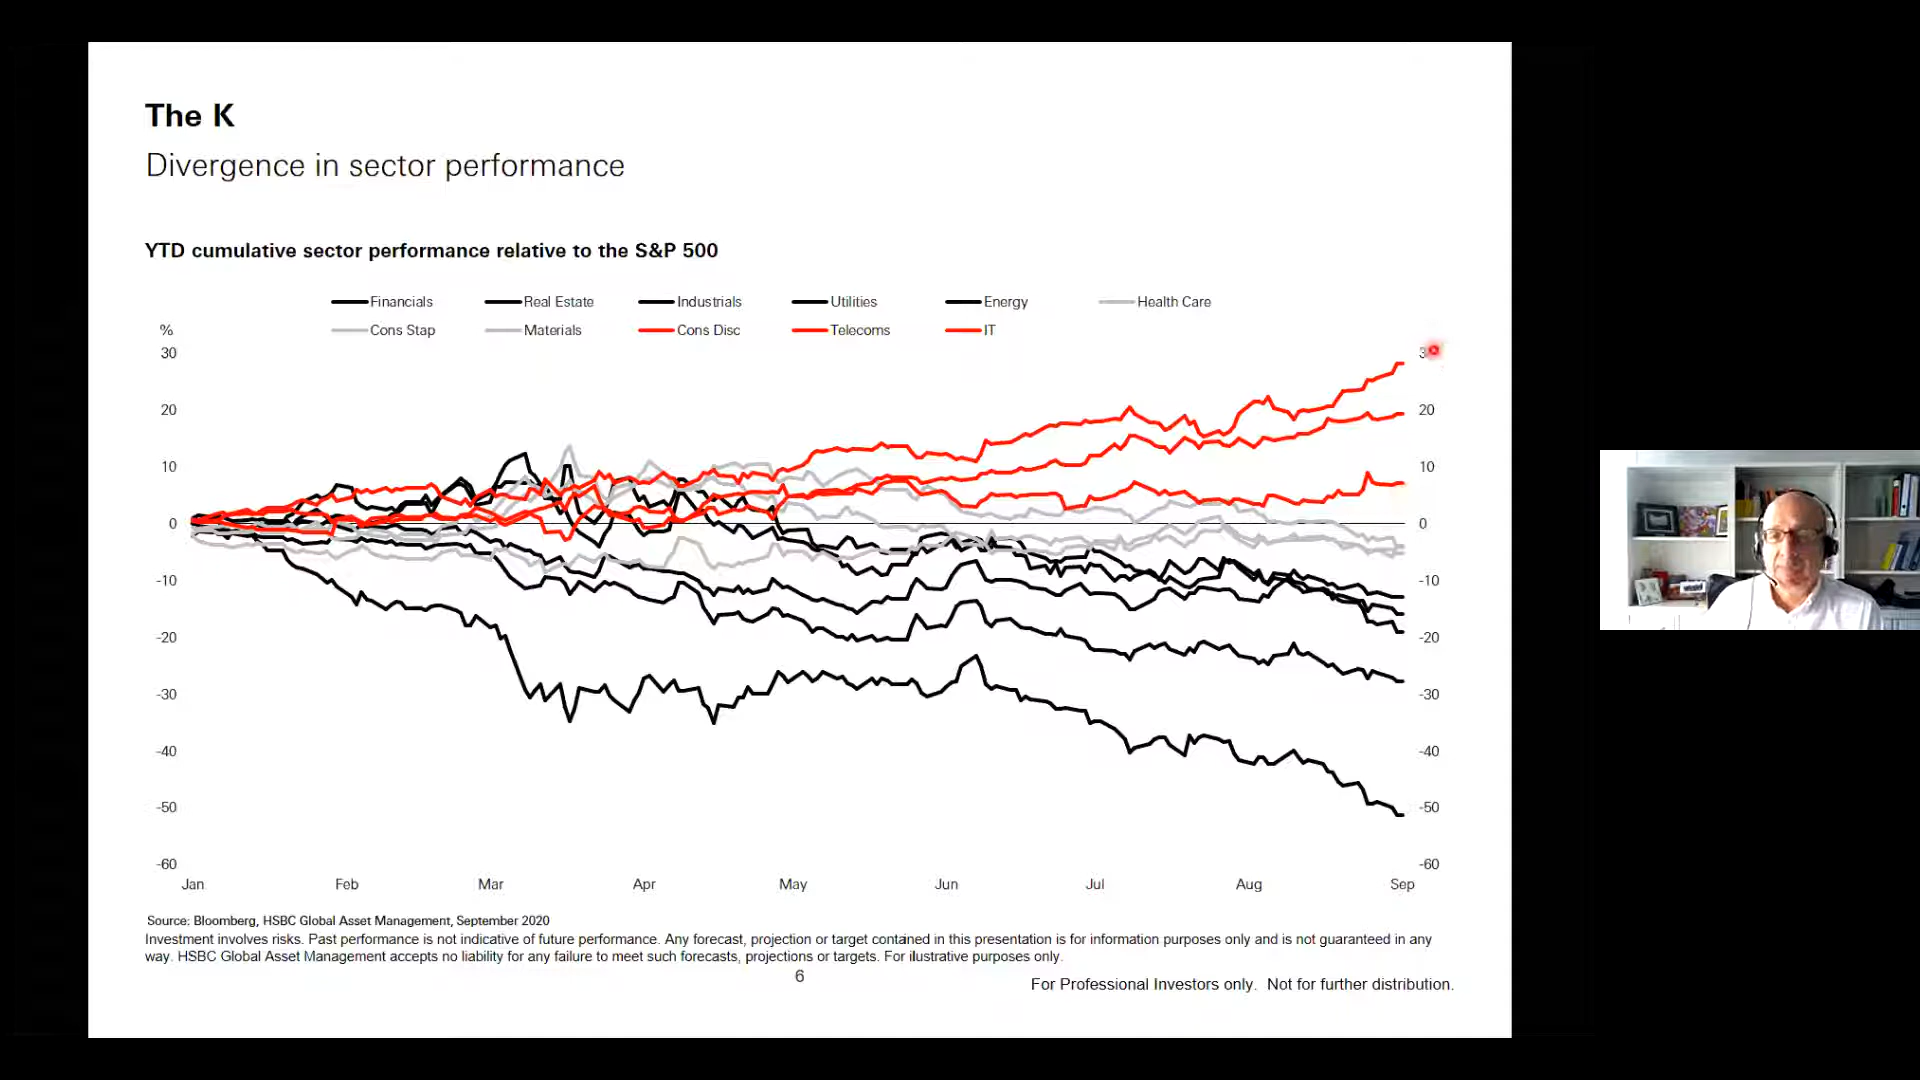 The K
Divergence in sector performance
YTD cumulative sector performance relative to the S&P 500
Financials Real Estate Industrials Utilities Energy Health Care
Cons Stap Materials Cons Disc Telecoms IT
%
30 3
20 20
10 10
0 0
-10 -10
-20 -20
-30 -30
-40 -40
-50 -50
-60 -60
Jan Feb Mar Apr May Jun Jul Aug Sep
Source: Bloomberg, HSBC Global Asset Management, September 2020
Investment involves risks. Past performance is not indicative of future performance. Any forecast, projection or target contained in this presentation is for information purposes only and is not guaranteed in any
way. HSBC Global Asset Management accepts no liability for any failure to meet such forecasts, projections or targets. For illustrative purposes only.
6
For Professional Investors only. Not for further distribution.